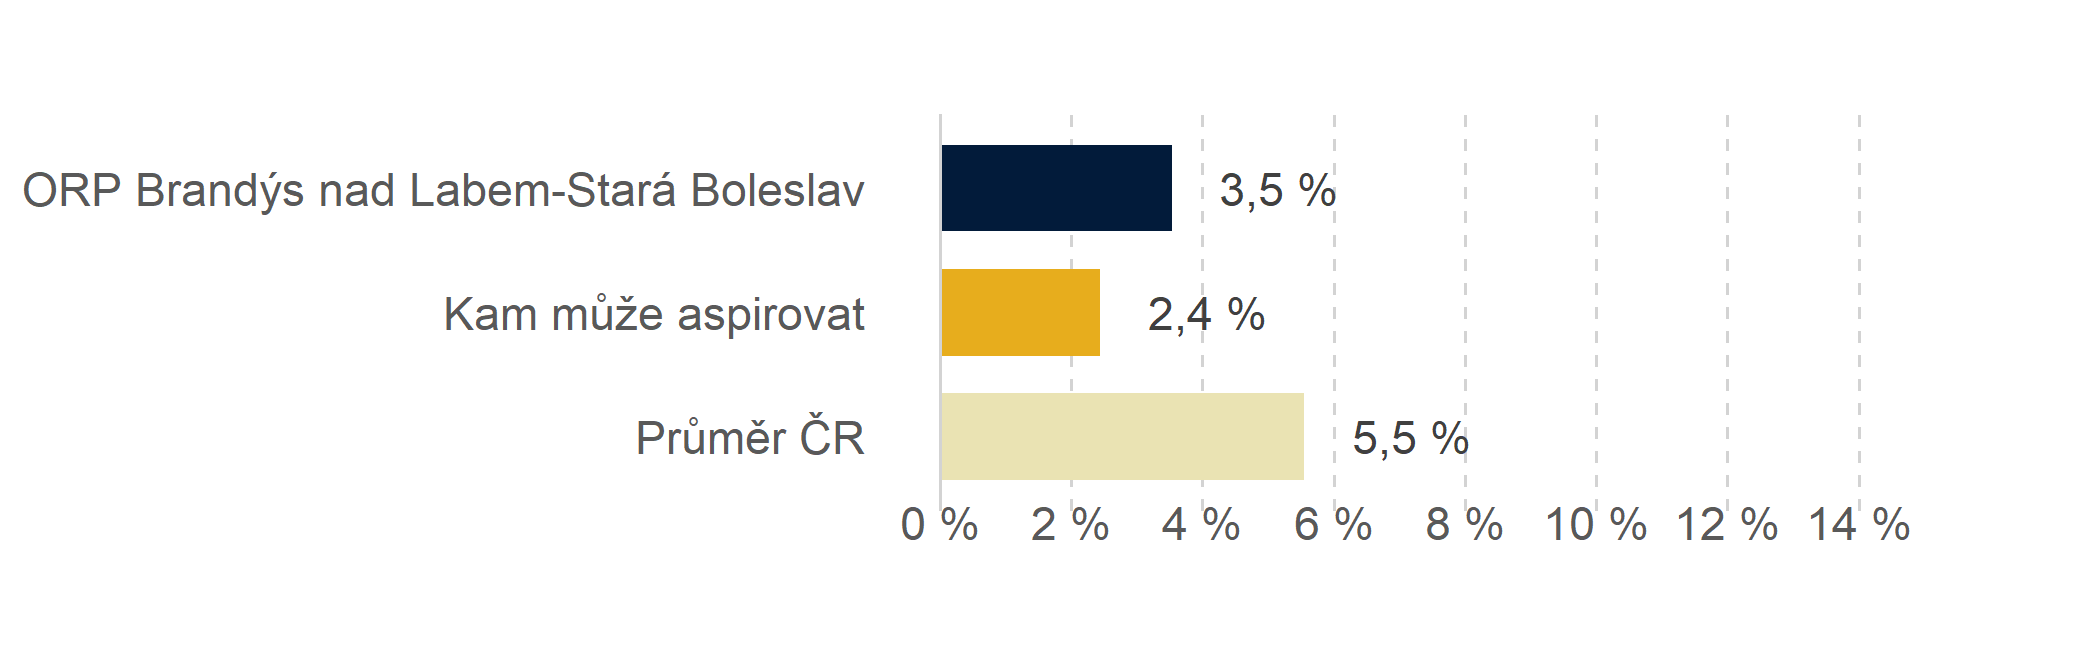 ORP Brandýs nad Labem-Stará Boleslav 3,5 %
Kam může aspirovat 2,4 %
Průměr ČR 5,5 %
0 % 2 % 4 % 6 % 8 % 10 % 12 % 14 %